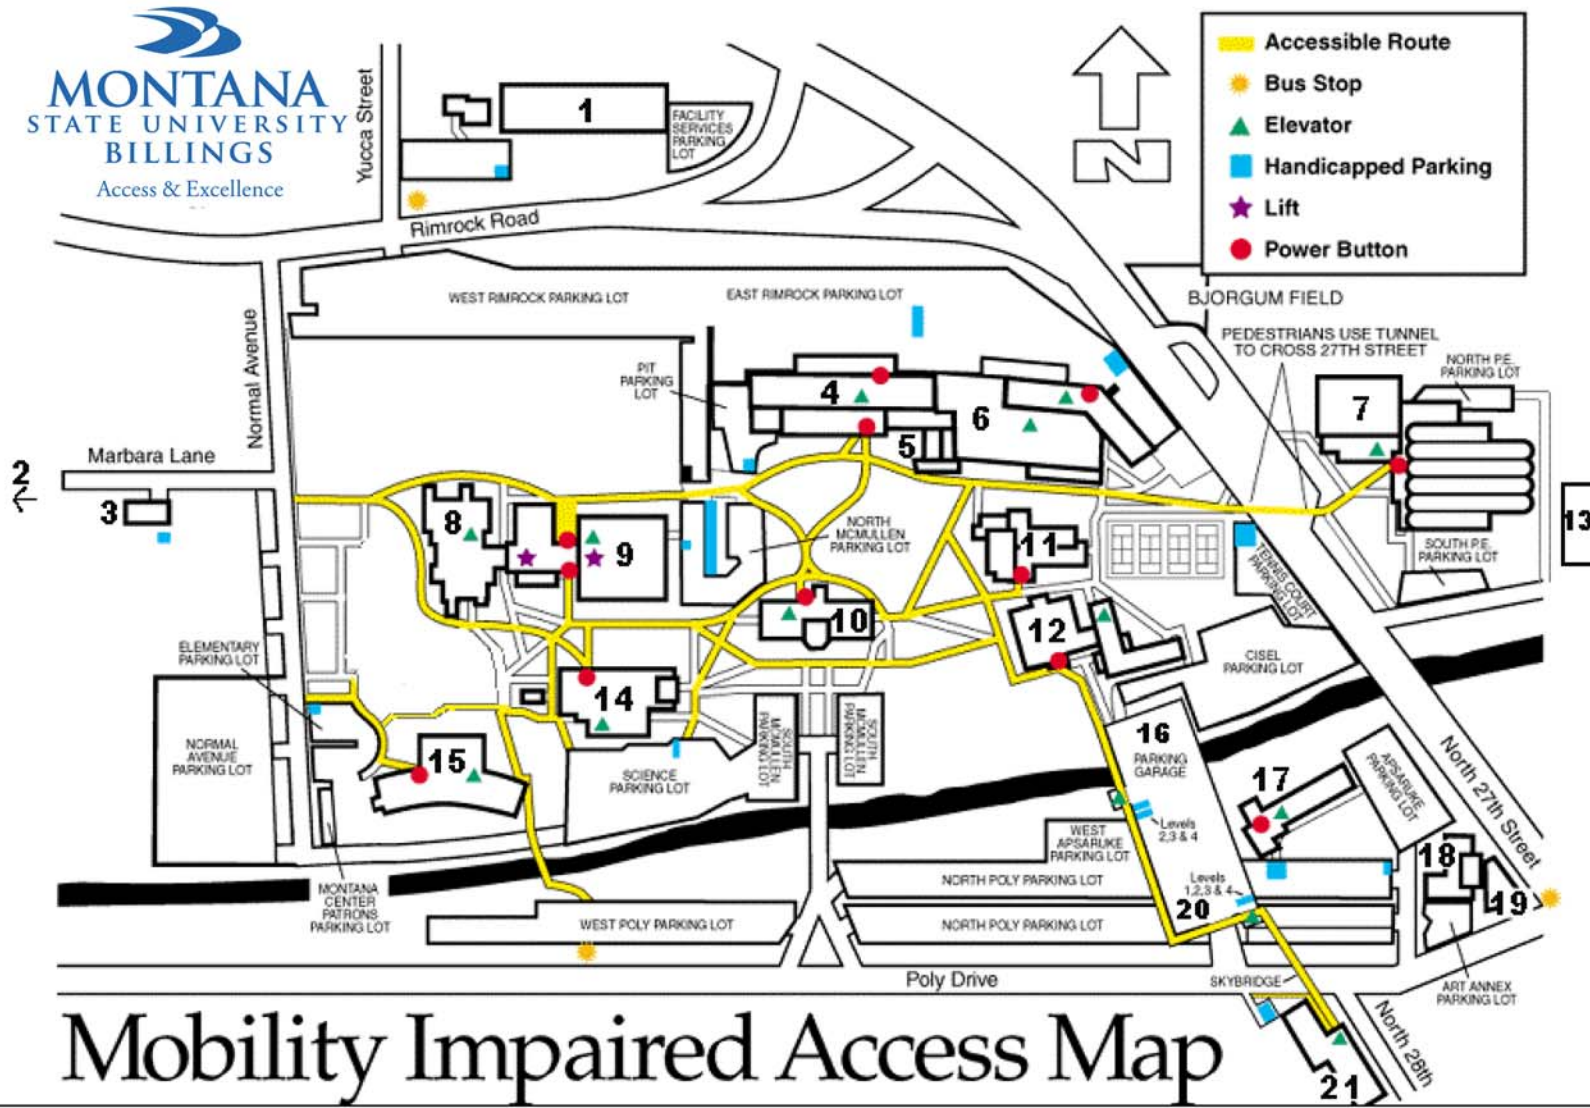 MONTANA
STATE UNIVERSITY
BILLINGS
Access & Excellence
Yucca Street
1
FACILITY
SERVICES
PARKING
LOT
N
Accessible Route
Bus Stop
Elevator
Handicapped Parking
Lift
Power Button
Rimrock Road
WEST RIMROCK PARKING LOT
EAST RIMROCK PARKING LOT
BJORGUM FIELD
PEDESTRIANS USE TUNNEL
TO CROSS 27TH STREET
NORTH P.E.
PARKING LOT
Normal Avenue
PIT
PARKING
LOT
4
5
6
7
Marbara Lane
2
3
8
9
NORTH
MCMULLEN
PARKING LOT
11
13
SOUTH P.E.
PARKING LOT
TENNIS COURT
PARKING LOT
10
12
CISEL
PARKING LOT
ELEMENTARY
PARKING LOT
14
NORMAL
AVENUE
PARKING LOT
15
SCIENCE
PARKING LOT
SOUTH
MCMULLEN
PARKING LOT
SOUTH
MCMULLEN
PARKING LOT
16
PARKING
GARAGE
17
APSARUKE
PARKING LOT
North 27th Street
Levels
2,3 & 4
WEST
APSARUKE
PARKING LOT
18
19
MONTANA
CENTER
PATRONS
PARKING LOT
NORTH POLY PARKING LOT
Levels
1,2,3 & 4
20
WEST POLY PARKING LOT
NORTH POLY PARKING LOT
Poly Drive
SKYBRIDGE
ART ANNEX
PARKING LOT
North 28th
21
Mobility Impaired Access Map